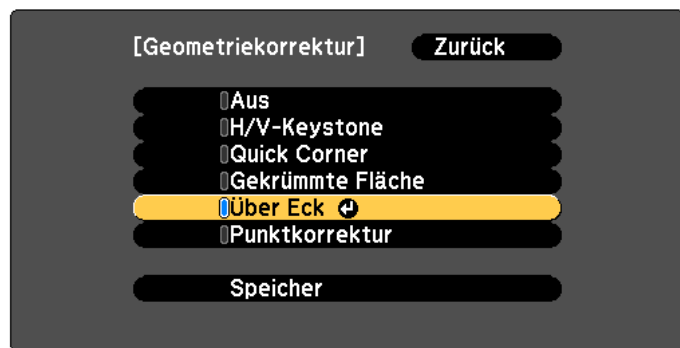 [Geometriekorrektur] Zurück
Aus
H/V-Keystone
Quick Corner
Gekrümmte Fläche
Über Eck
Punktkorrektur
Speicher